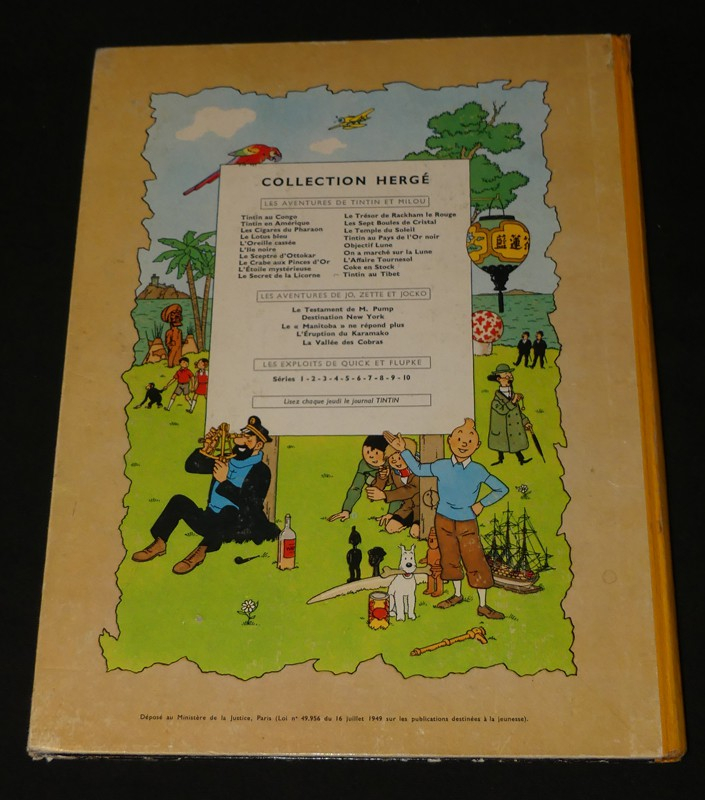 COLLECTION HERGÉ
LES AVENTURES DE TINTIN ET MILOU
Tintin au Congo
Tintin en Amérique
Les Cigares du Pharaon
Le Lotus bleu
L'Oreille cassée
L'Ile noire
Le Sceptre d'Ottokar
Le Crabe aux Pinces d'Or
L'Étoile mystérieuse
Le Secret de la Licorne
Le Trésor de Rackham le Rouge
Les Sept Boules de Cristal
Le Temple du Soleil
Tintin au Pays de l'Or noir
Objectif Lune
On a marché sur la Lune
L'Affaire Tournesol
Coke en Stock
Tintin au Tibet
LES AVENTURES DE JO, ZETTE ET JOCKO
Le Testament de M. Pump
Destination New York
Le « Manitoba » ne répond plus
L'Éruption du Karamako
La Vallée des Cobras
LES EXPLOITS DE QUICK ET FLUPKE
Séries 1 - 2 - 3 - 4 - 5 - 6 - 7 - 8 - 9 - 10
Lisez chaque jeudi le journal TINTIN
Déposé au Ministère de la Justice, Paris (Loi n° 49.956 du 16 juillet 1949 sur les publications destinées à la jeunesse).